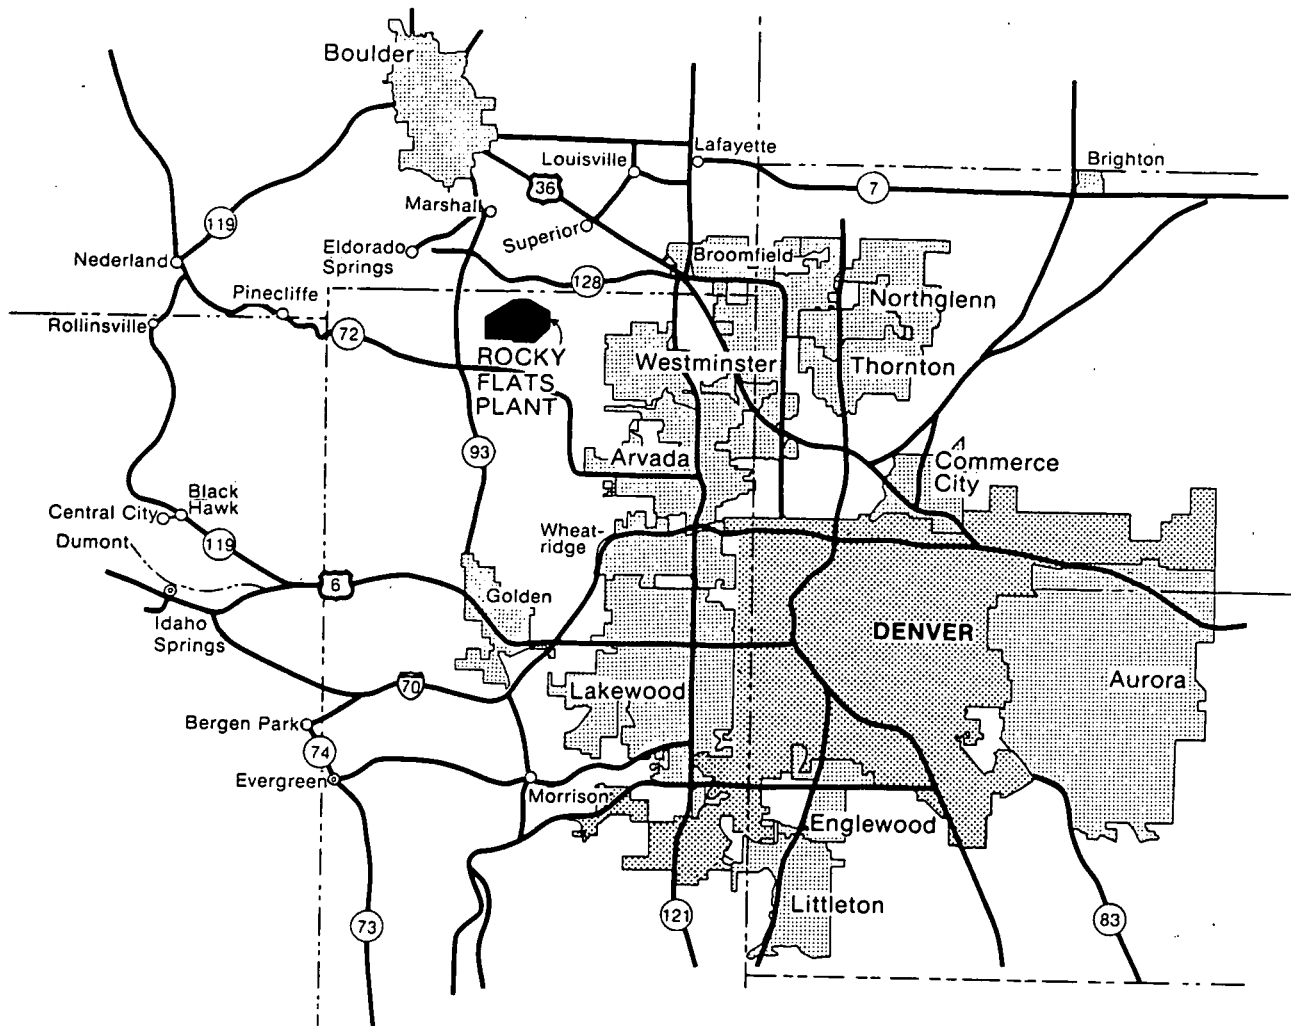 Boulder
Lafayette
Louisville
Brighton
36
7
Marshall
119
Superior
Eldorado
Springs
Broomfield
Nederland
128
Pinecliffe
Northglenn
Rollinsville
72
ROCKY
FLATS
PLANT
Westminster
Thornton
93
Arvada
Commerce
City
Black
Hawk
Central City
Wheat-
ridge
119
Dumont
6
Golden
Idaho
Springs
DENVER
70
Lakewood
Aurora
Bergen Park
74
Evergreen
Morrison
Englewood
Littleton
73
121
83